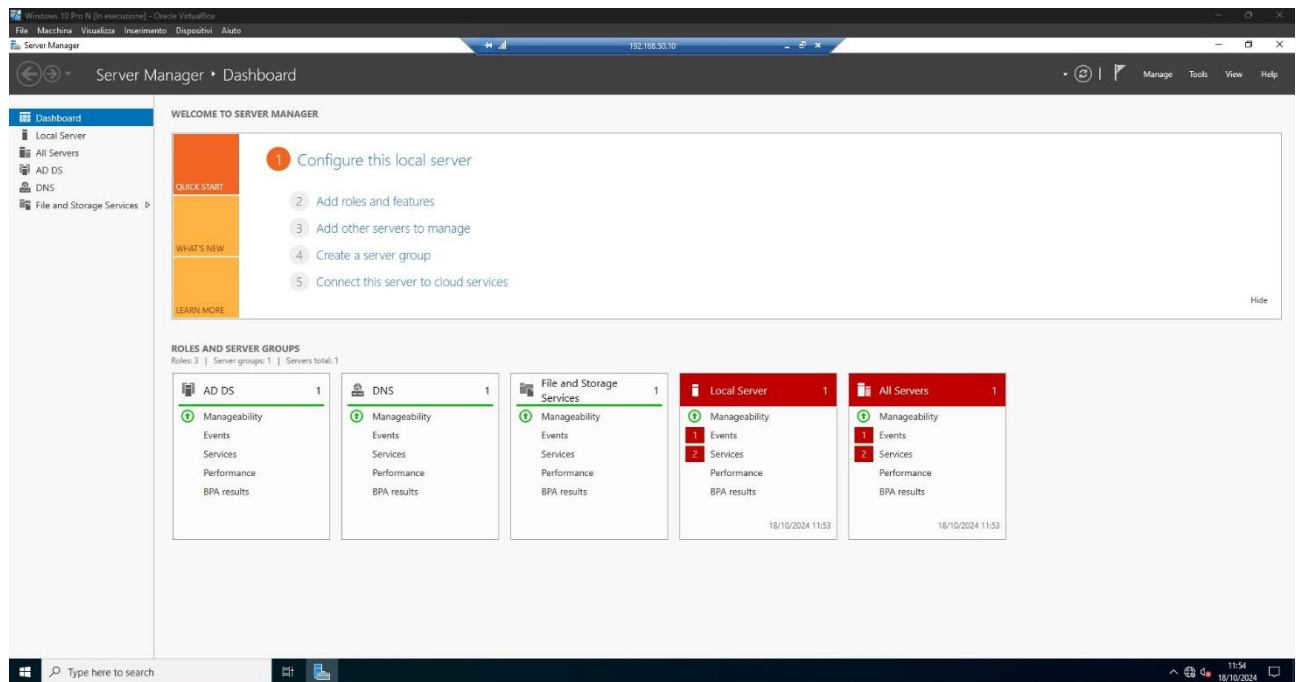 Windows 10 Pro N [In esecuzione] - Oracle VirtualBox
File Macchina Visualizza Inserimento Dispositivi Aiuto
Server Manager
192.168.50.10
Server Manager • Dashboard
Manage Tools View Help
Dashboard
Local Server
All Servers
AD DS
DNS
File and Storage Services
WELCOME TO SERVER MANAGER
QUICK START
WHAT'S NEW
LEARN MORE
1 Configure this local server
2 Add roles and features
3 Add other servers to manage
4 Create a server group
5 Connect this server to cloud services
Hide
ROLES AND SERVER GROUPS
Roles: 3 | Server groups: 1 | Servers total: 1
AD DS 1
Manageability
Events
Services
Performance
BPA results
DNS 1
Manageability
Events
Services
Performance
BPA results
File and Storage
Services 1
Manageability
Events
Services
Performance
BPA results
Local Server 1
Manageability
1 Events
2 Services
Performance
BPA results
18/10/2024 11:53
All Servers 1
Manageability
1 Events
2 Services
Performance
BPA results
18/10/2024 11:53
Type here to search
11:54
18/10/2024